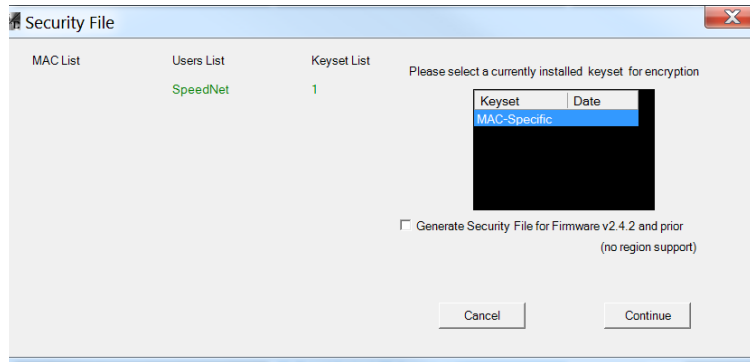 Security File
MAC List Users List Keyset List
SpeedNet 1
Please select a currently installed keyset for encryption
Keyset Date
MAC-Specific
Generate Security File for Firmware v2.4.2 and prior
(no region support)
Cancel Continue